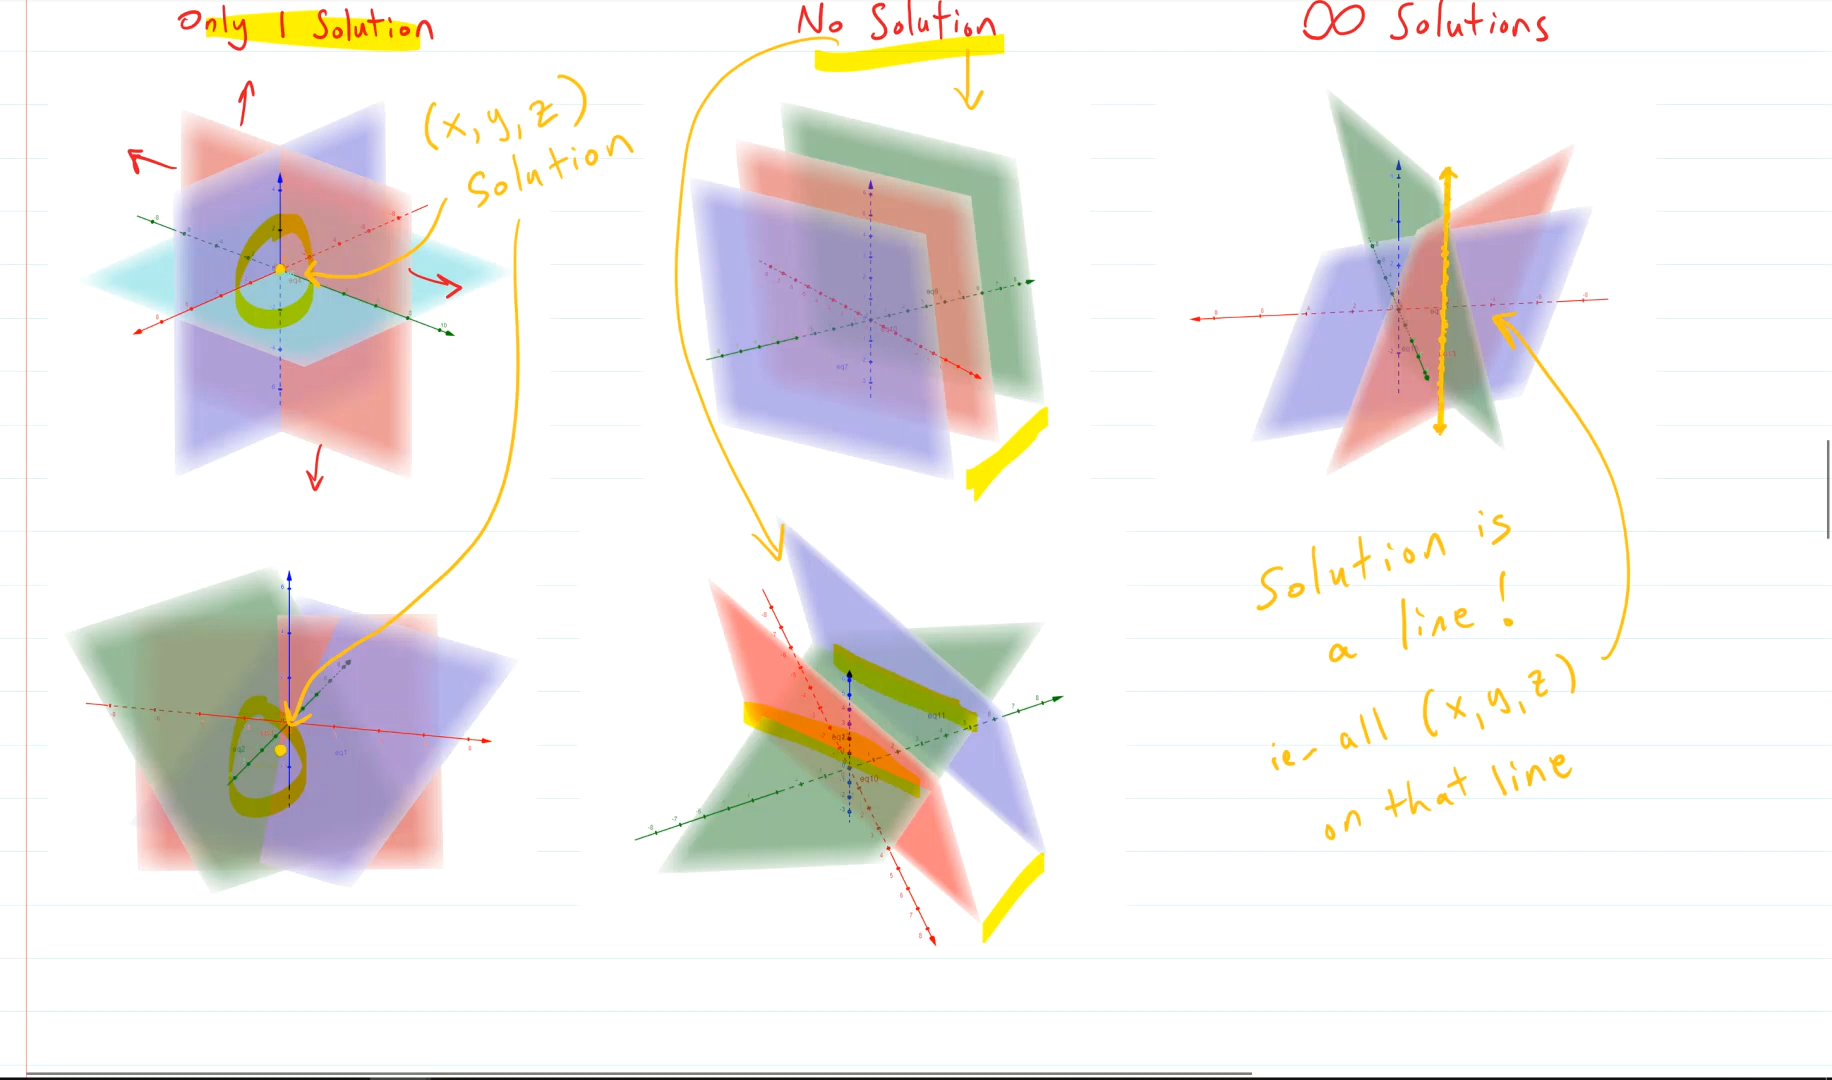 Only 1 Solution
No Solution
∞ Solutions
(x, y, z)
Solution
Solution is
a line!
ie- all (x, y, z)
on that line